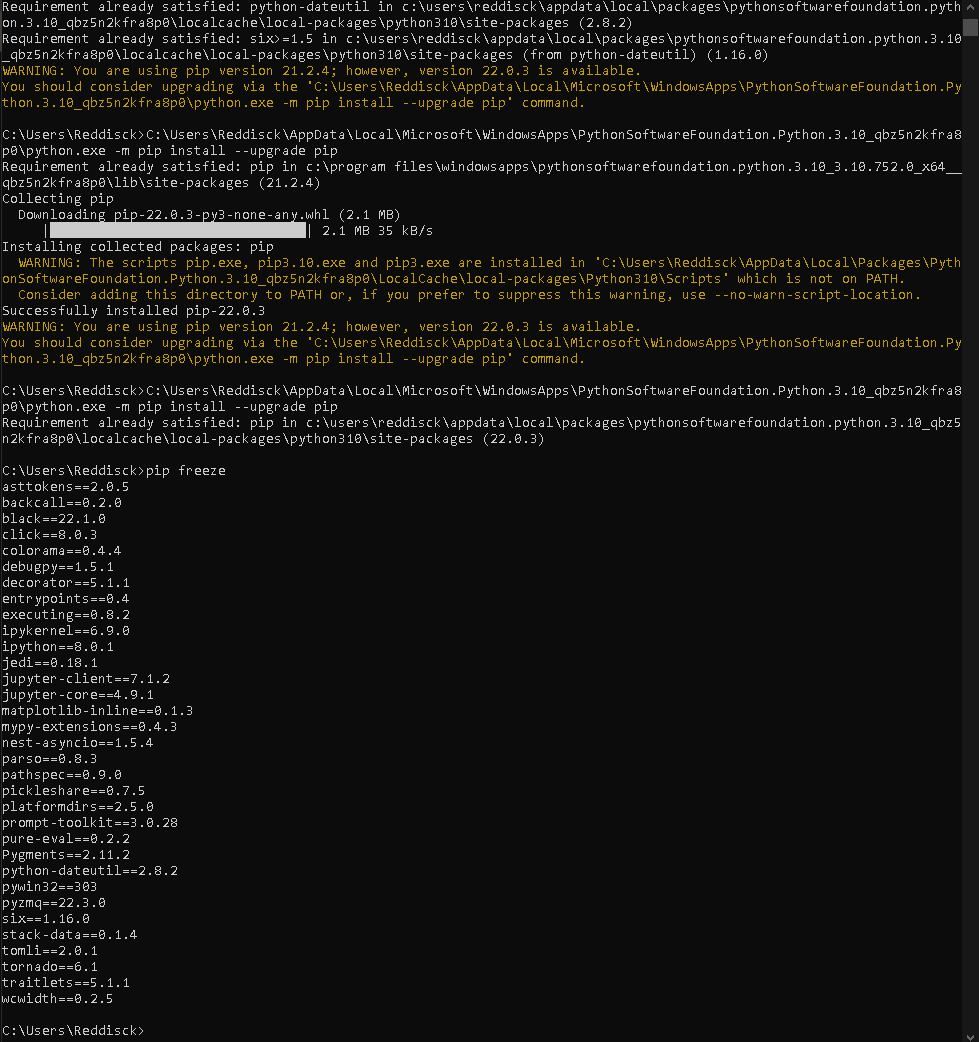 Requirement already satisfied: python-dateutil in c:\users\reddisck\appdata\local\packages\pythonsoftwarefoundation.pyth
on.3.10_qbz5n2kfra8p0\localcache\local-packages\python310\site-packages (2.8.2)
Requirement already satisfied: six>=1.5 in c:\users\reddisck\appdata\local\packages\pythonsoftwarefoundation.python.3.10
_qbz5n2kfra8p0\localcache\local-packages\python310\site-packages (from python-dateutil) (1.16.0)
WARNING: You are using pip version 21.2.4; however, version 22.0.3 is available.
You should consider upgrading via the 'C:\Users\Reddisck\AppData\Local\Microsoft\WindowsApps\PythonSoftwareFoundation.Py
thon.3.10_qbz5n2kfra8p0\python.exe -m pip install --upgrade pip' command.
C:\Users\Reddisck>C:\Users\Reddisck\AppData\Local\Microsoft\WindowsApps\PythonSoftwareFoundation.Python.3.10_qbz5n2kfra8
p0\python.exe -m pip install --upgrade pip
Requirement already satisfied: pip in c:\program files\windowsapps\pythonsoftwarefoundation.python.3.10_3.10.752.0_x64__
qbz5n2kfra8p0\lib\site-packages (21.2.4)
Collecting pip
  Downloading pip-22.0.3-py3-none-any.whl (2.1 MB)
     |████████████████████████████████| 2.1 MB 35 kB/s
Installing collected packages: pip
  WARNING: The scripts pip.exe, pip3.10.exe and pip3.exe are installed in 'C:\Users\Reddisck\AppData\Local\Packages\Pyth
onSoftwareFoundation.Python.3.10_qbz5n2kfra8p0\LocalCache\local-packages\Python310\Scripts' which is not on PATH.
  Consider adding this directory to PATH or, if you prefer to suppress this warning, use --no-warn-script-location.
Successfully installed pip-22.0.3
WARNING: You are using pip version 21.2.4; however, version 22.0.3 is available.
You should consider upgrading via the 'C:\Users\Reddisck\AppData\Local\Microsoft\WindowsApps\PythonSoftwareFoundation.Py
thon.3.10_qbz5n2kfra8p0\python.exe -m pip install --upgrade pip' command.
C:\Users\Reddisck>C:\Users\Reddisck\AppData\Local\Microsoft\WindowsApps\PythonSoftwareFoundation.Python.3.10_qbz5n2kfra8
p0\python.exe -m pip install --upgrade pip
Requirement already satisfied: pip in c:\users\reddisck\appdata\local\packages\pythonsoftwarefoundation.python.3.10_qbz5
n2kfra8p0\localcache\local-packages\python310\site-packages (22.0.3)
C:\Users\Reddisck>pip freeze
asttokens==2.0.5
backcall==0.2.0
black==22.1.0
click==8.0.3
colorama==0.4.4
debugpy==1.5.1
decorator==5.1.1
entrypoints==0.4
executing==0.8.2
ipykernel==6.9.0
ipython==8.0.1
jedi==0.18.1
jupyter-client==7.1.2
jupyter-core==4.9.1
matplotlib-inline==0.1.3
mypy-extensions==0.4.3
nest-asyncio==1.5.4
parso==0.8.3
pathspec==0.9.0
pickleshare==0.7.5
platformdirs==2.5.0
prompt-toolkit==3.0.28
pure-eval==0.2.2
Pygments==2.11.2
python-dateutil==2.8.2
pywin32==303
pyzmq==22.3.0
six==1.16.0
stack-data==0.1.4
tomli==2.0.1
tornado==6.1
traitlets==5.1.1
wcwidth==0.2.5
C:\Users\Reddisck>